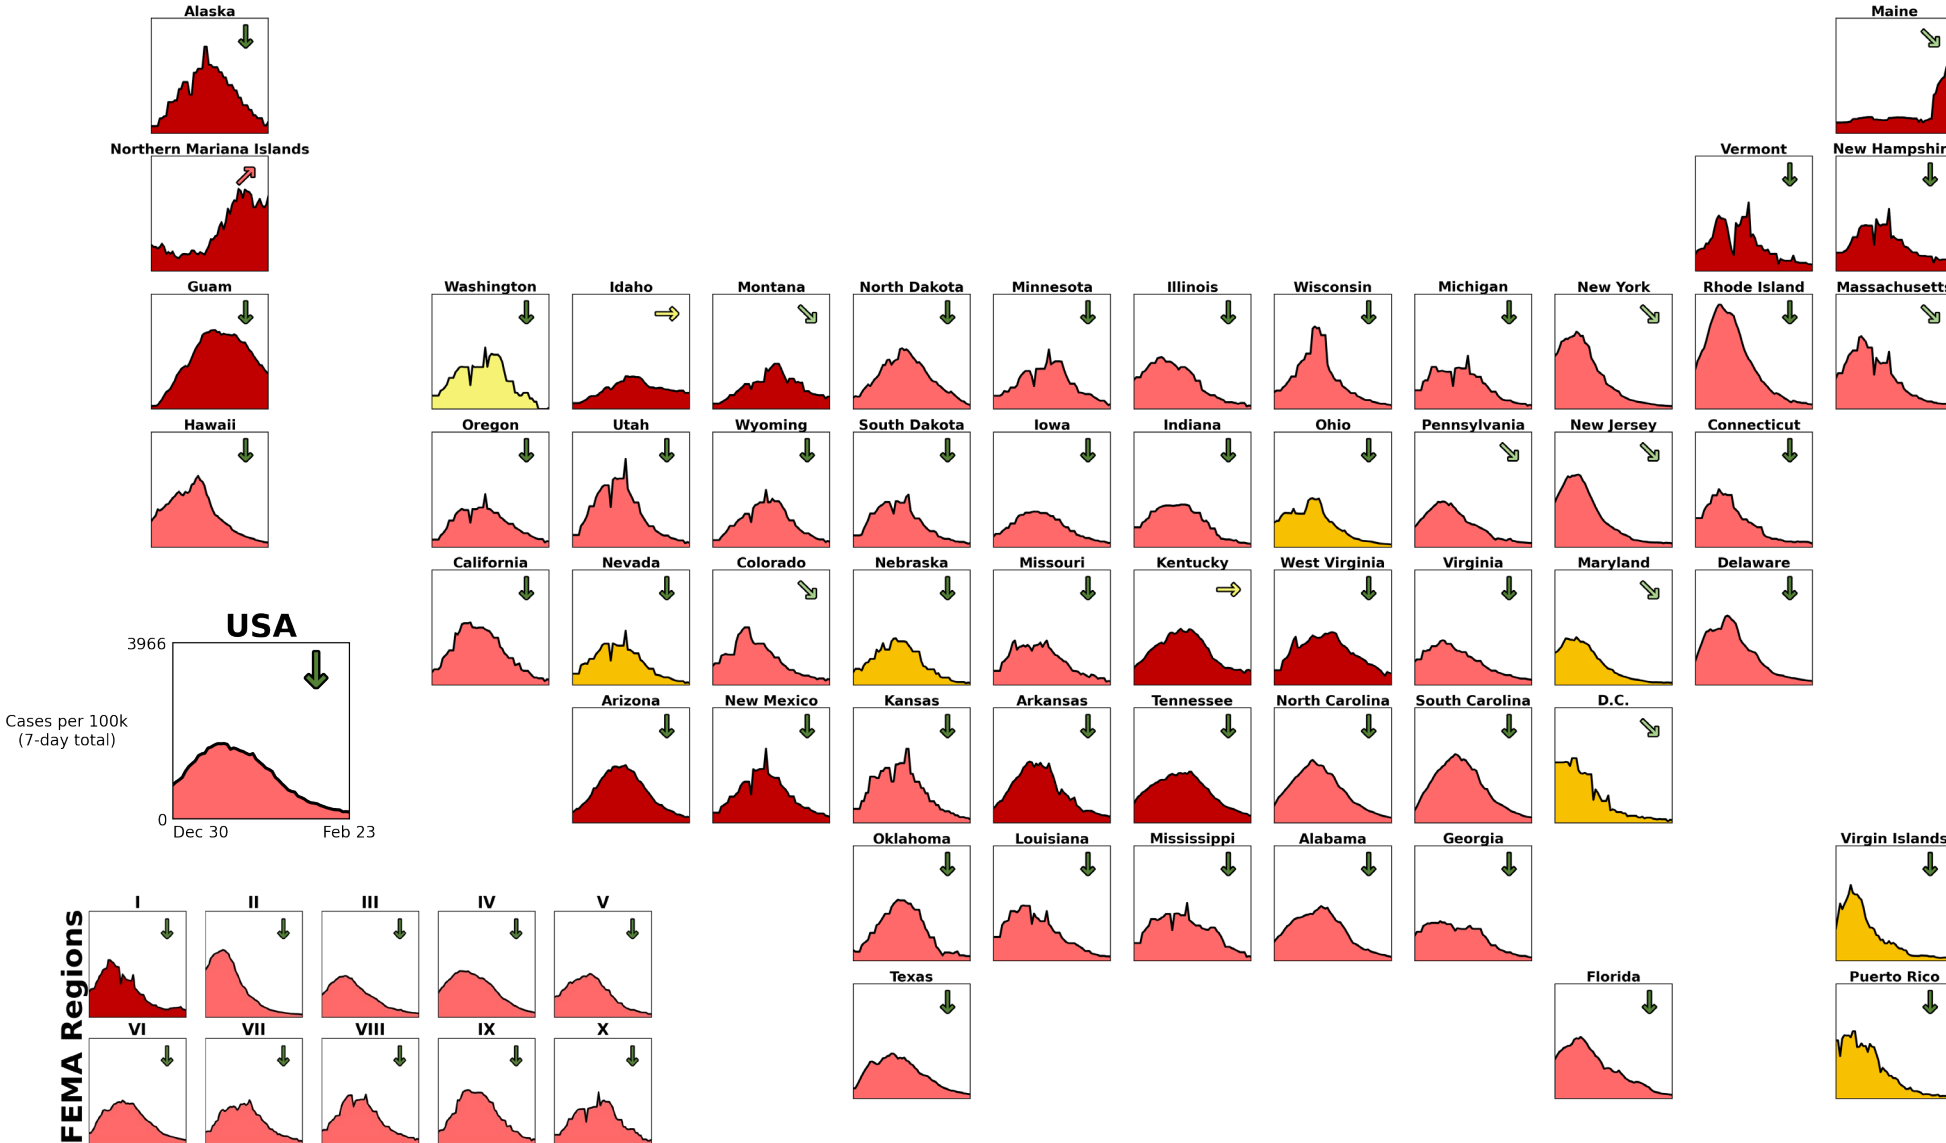 Alaska
Maine
Northern Mariana Islands
Vermont
New Hampshir
Guam
Washington
Idaho
Montana
North Dakota
Minnesota
Illinois
Wisconsin
Michigan
New York
Rhode Island
Massachusetts
Hawaii
Oregon
Utah
Wyoming
South Dakota
Iowa
Indiana
Ohio
Pennsylvania
New Jersey
Connecticut
California
Nevada
Colorado
Nebraska
Missouri
Kentucky
West Virginia
Virginia
Maryland
Delaware
USA
3966
Cases per 100k
(7-day total)
0
Dec 30
Feb 23
Arizona
New Mexico
Kansas
Arkansas
Tennessee
North Carolina
South Carolina
D.C.
Oklahoma
Louisiana
Mississippi
Alabama
Georgia
Virgin Islands
Texas
Florida
Puerto Rico
FEMA Regions
I
II
III
IV
V
VI
VII
VIII
IX
X